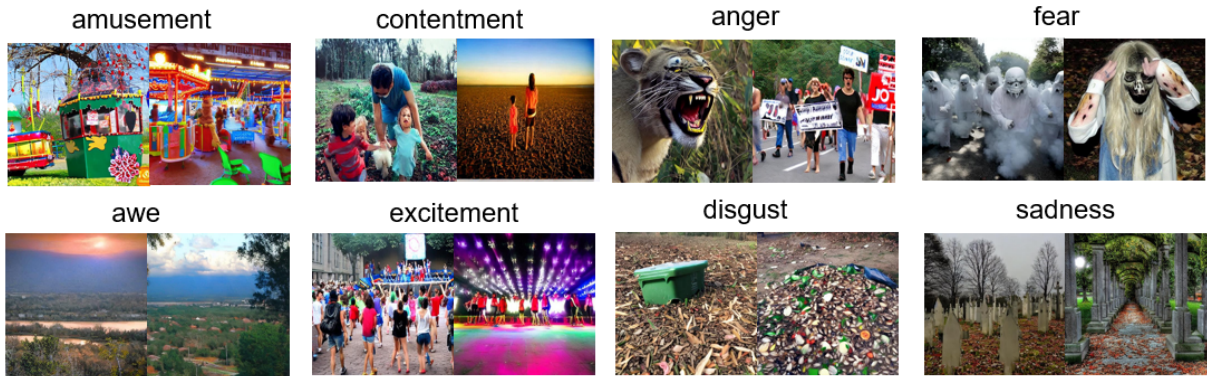 amusement
contentment
anger
fear
awe
excitement
disgust
sadness